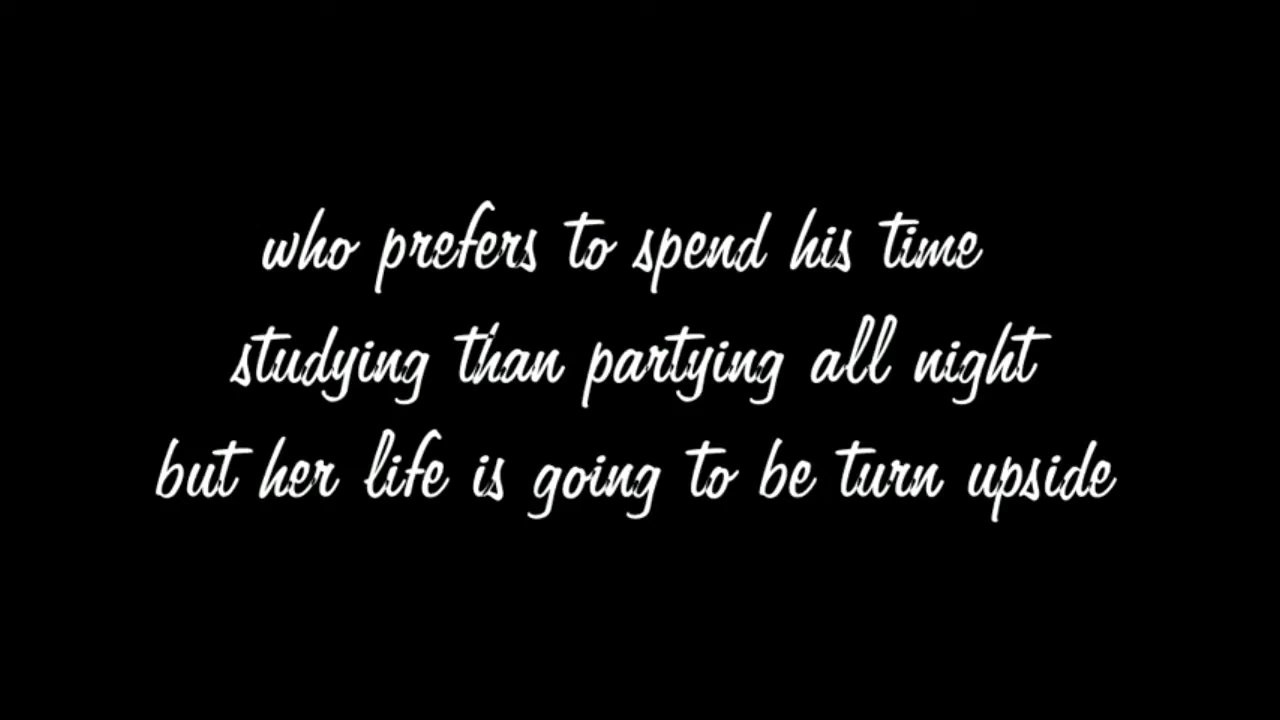 who prefers to spend his time
studying than partying all night
but her life is going to be turn upside